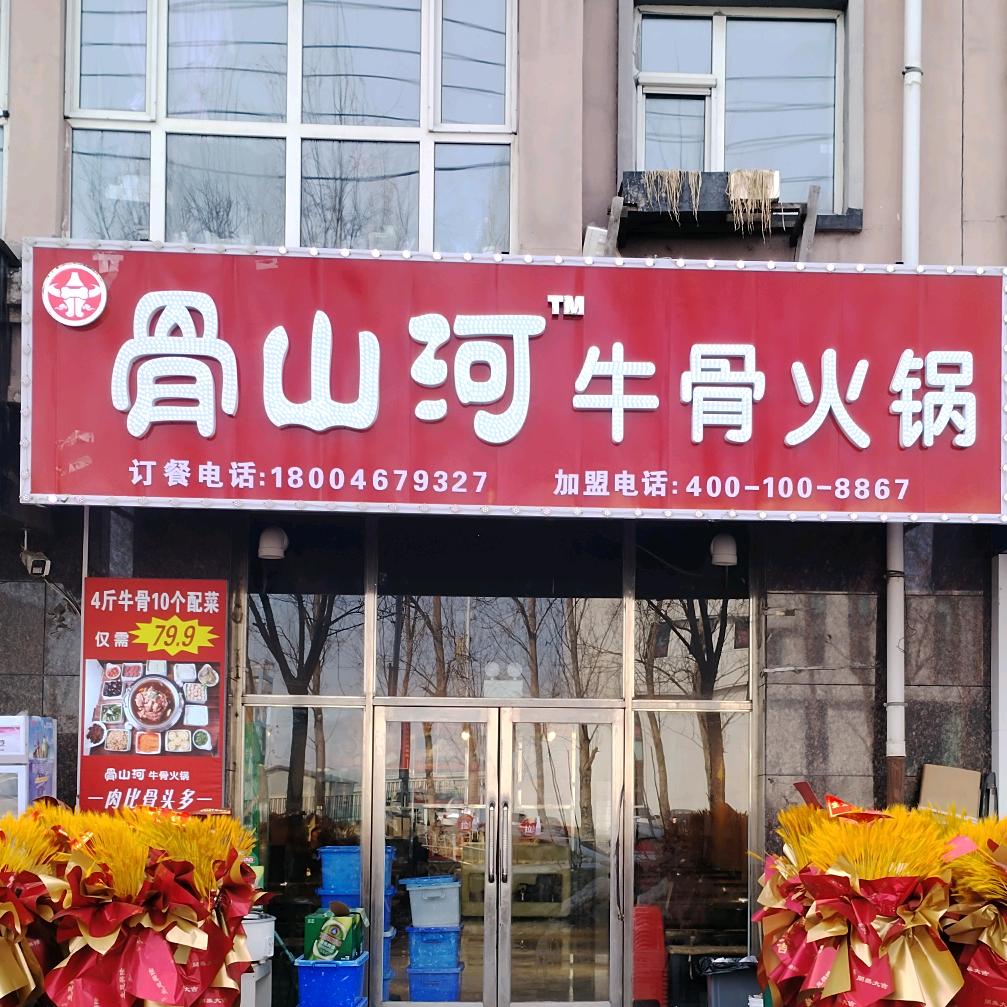 骨山河™牛骨火锅
订餐电话:18004679327 加盟电话:400-100-8867
4斤牛骨10个配菜
仅需 79.9
骨山河 牛骨火锅
—肉比骨头多—